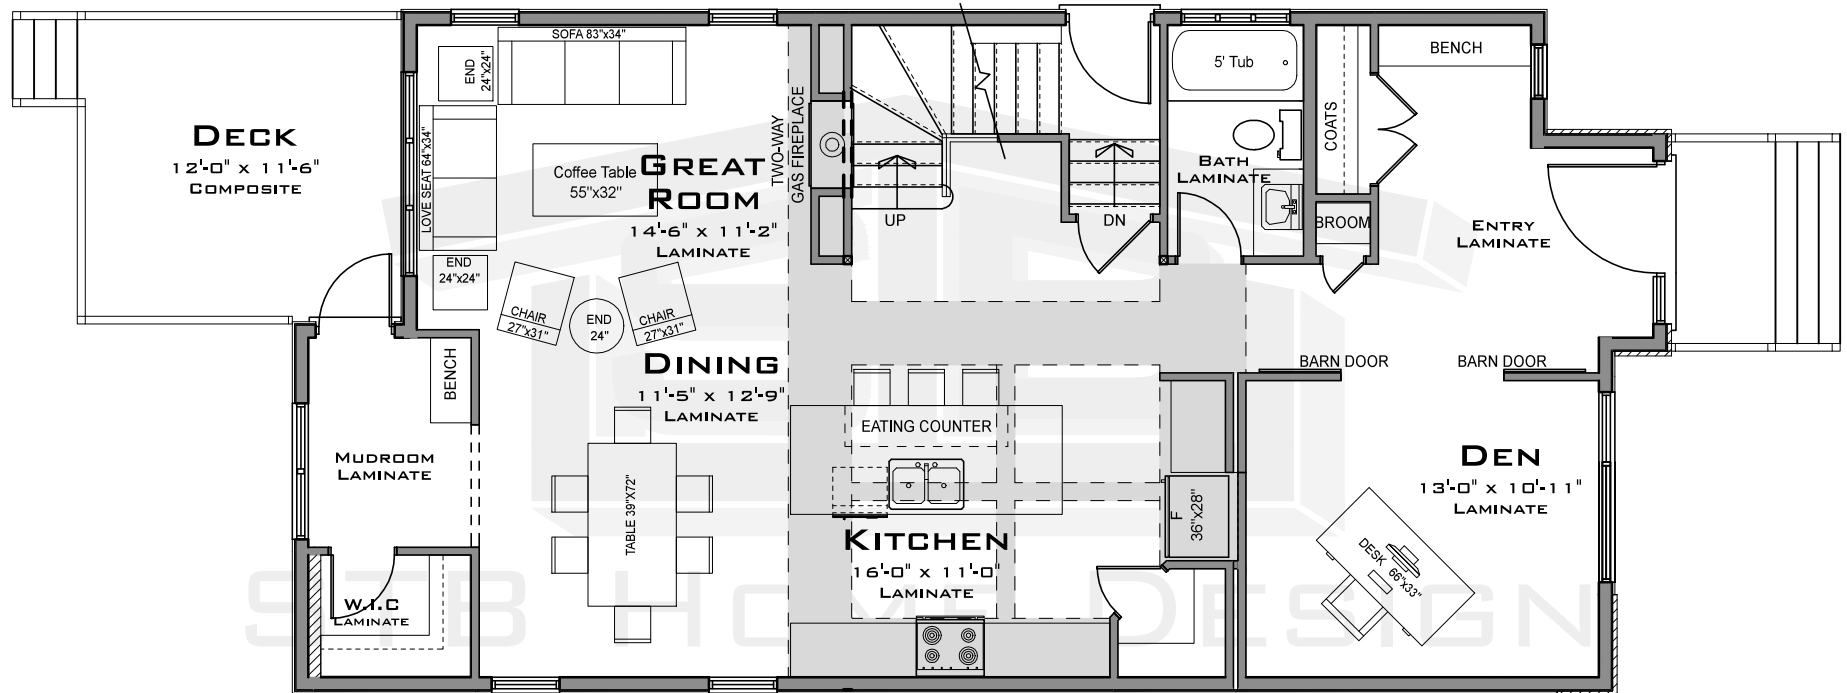 DECK
12'-0" x 11'-6"
COMPOSITE
SOFA 83"x34"
END
24"x24"
LOVE SEAT 64"x34"
Coffee Table
55"x32"
GREAT
ROOM
14'-6" x 11'-2"
LAMINATE
TWO-WAY
GAS FIREPLACE
END
24"x24"
CHAIR
27"x31"
END
24"
CHAIR
27"x31"
UP
DN
5' Tub
BATH
LAMINATE
COATS
BROOM
BENCH
ENTRY
LAMINATE
BENCH
MUDROOM
LAMINATE
W.I.C
LAMINATE
DINING
11'-5" x 12'-9"
LAMINATE
TABLE 39"X72"
EATING COUNTER
KITCHEN
16'-0" x 11'-0"
LAMINATE
F
36"x28"
BARN DOOR
BARN DOOR
DEN
13'-0" x 10'-11"
LAMINATE
DESK 66"x33"
STB HOME DESIGN